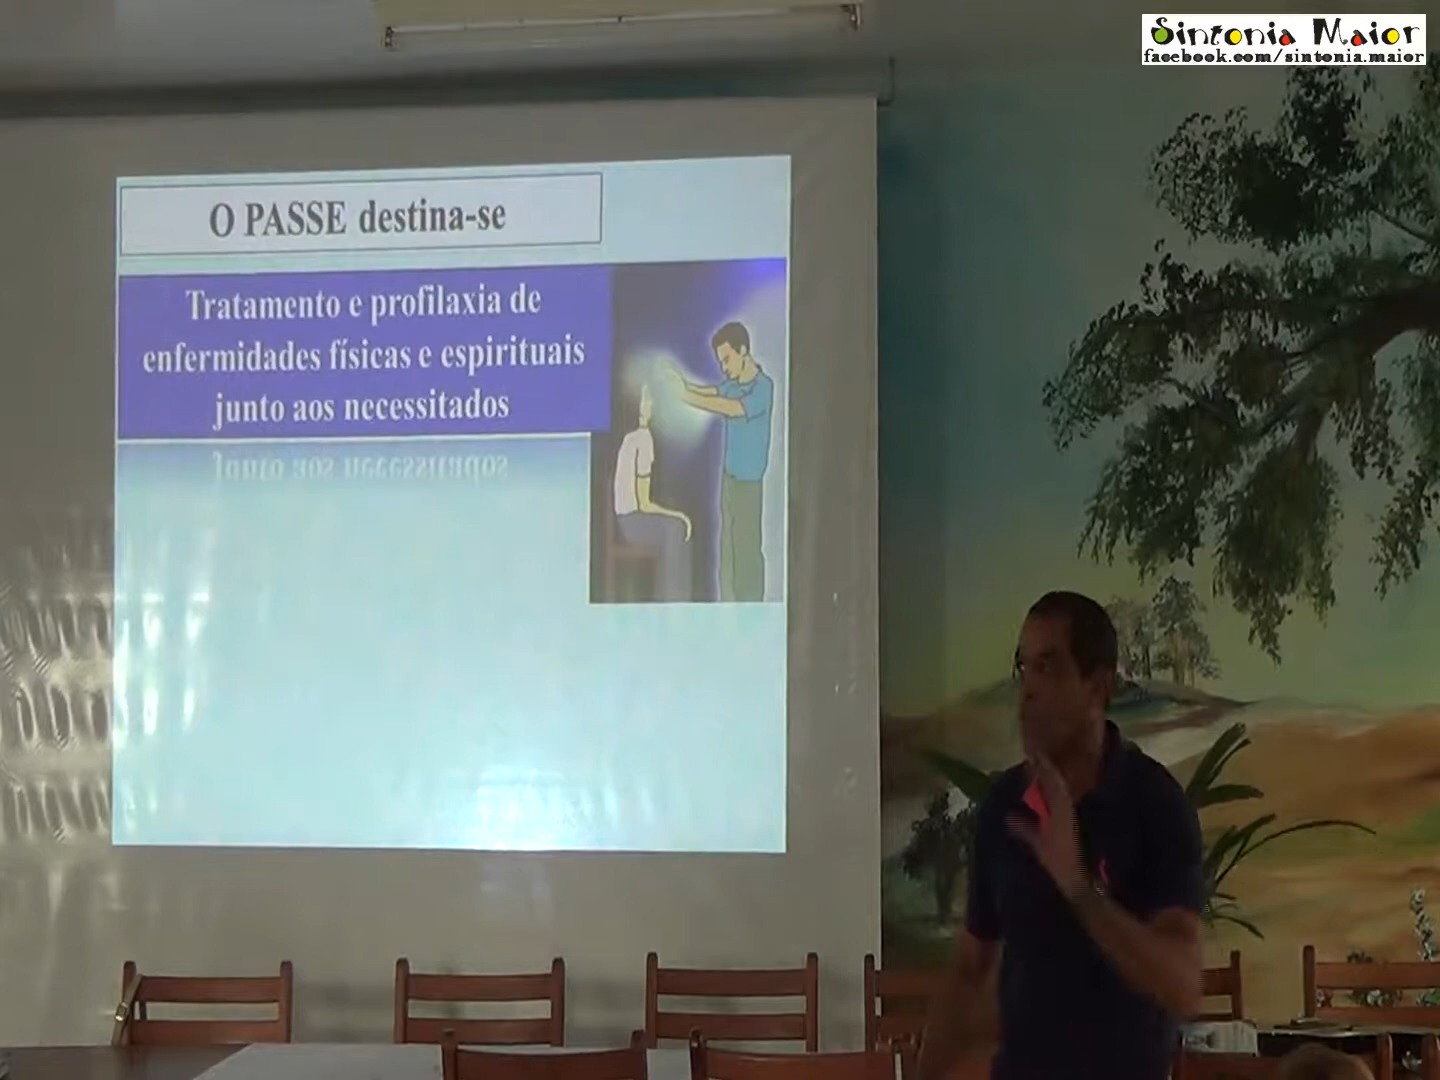 Sintonia Maior
facebook.com/sintonia.maior
O PASSE destina-se
Tratamento e profilaxia de
enfermidades físicas e espirituais
junto aos necessitados